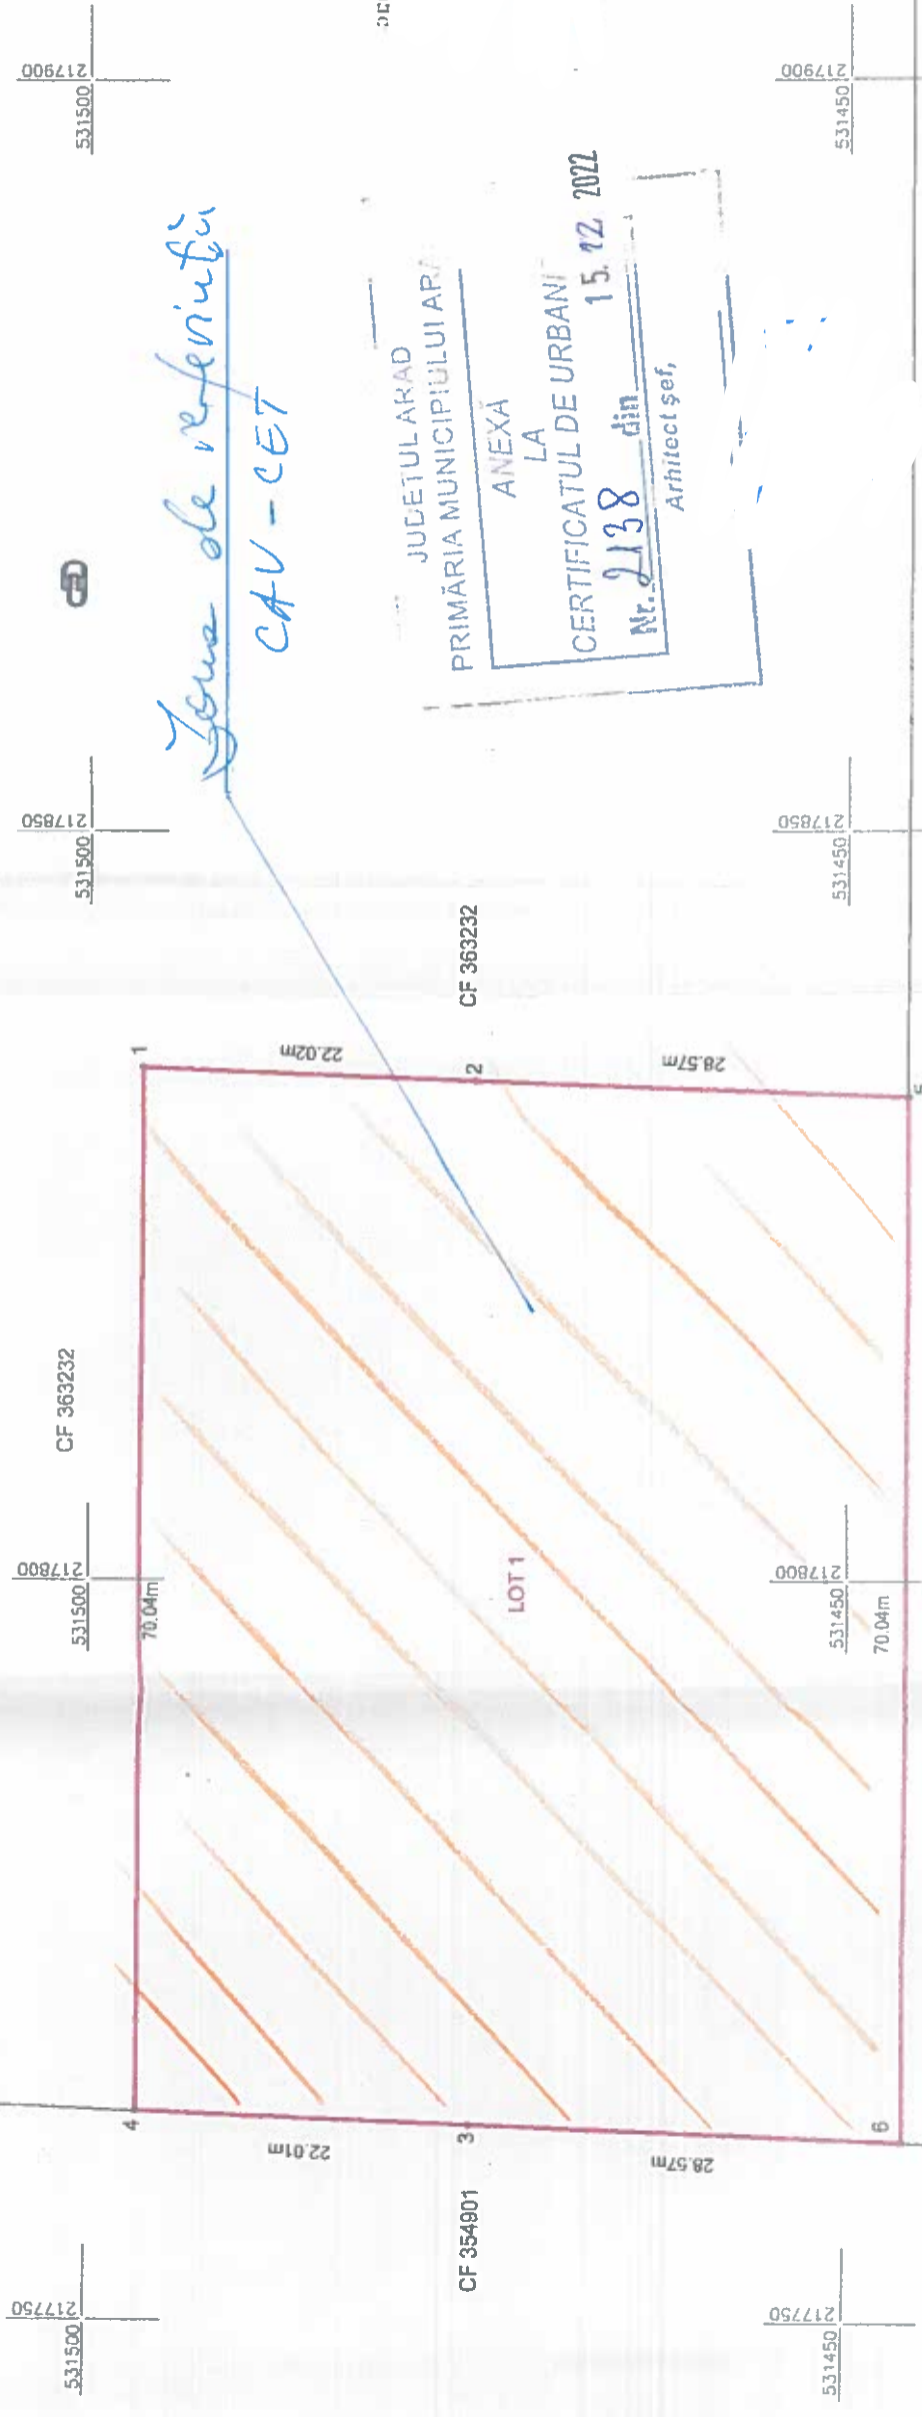 531500
217900
531450
217900
Zona de referință
CAV-CET
JUDEȚUL ARAD
PRIMĂRIA MUNICIPIULUI ARA
ANEXĂ
LA
CERTIFICATUL DE URBANI
Nr. 2138 din 15. 12. 2022
Arhitect șef,
531500
217850
531450
217850
CF 363232
1
22.02m
2
28.57m
CF 363232
531500
217800
70.04m
LOT 1
531450
217800
70.04m
4
22.01m
3
28.57m
6
CF 354901
531500
217750
531450
217750